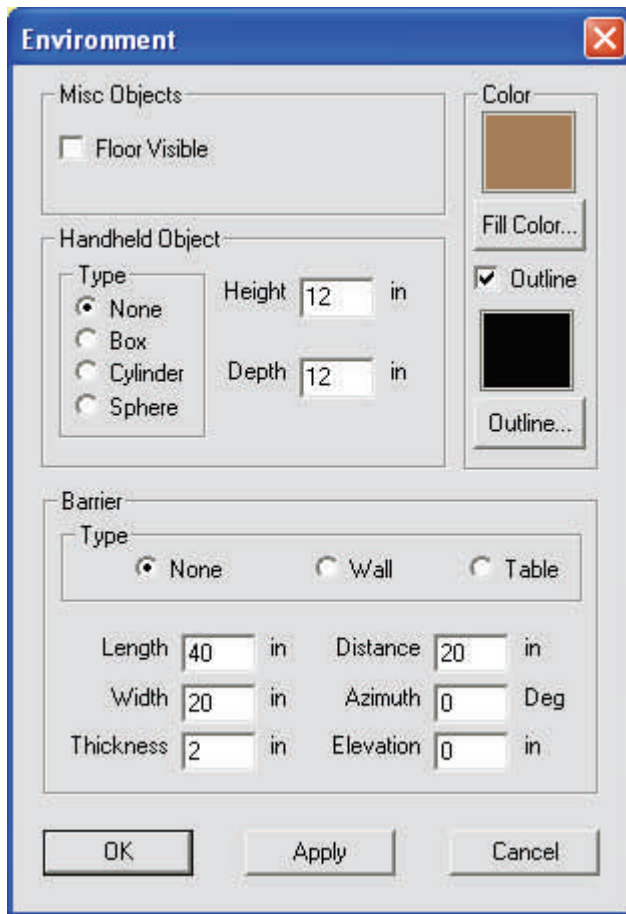 Environment
Misc Objects
Floor Visible
Color
Fill Color...
Outline
Outline...
Handheld Object
Type
None
Box
Cylinder
Sphere
Height 12 in
Depth 12 in
Barrier
Type
None Wall Table
Length 40 in Distance 20 in
Width 20 in Azimuth 0 Deg
Thickness 2 in Elevation 0 in
OK Apply Cancel